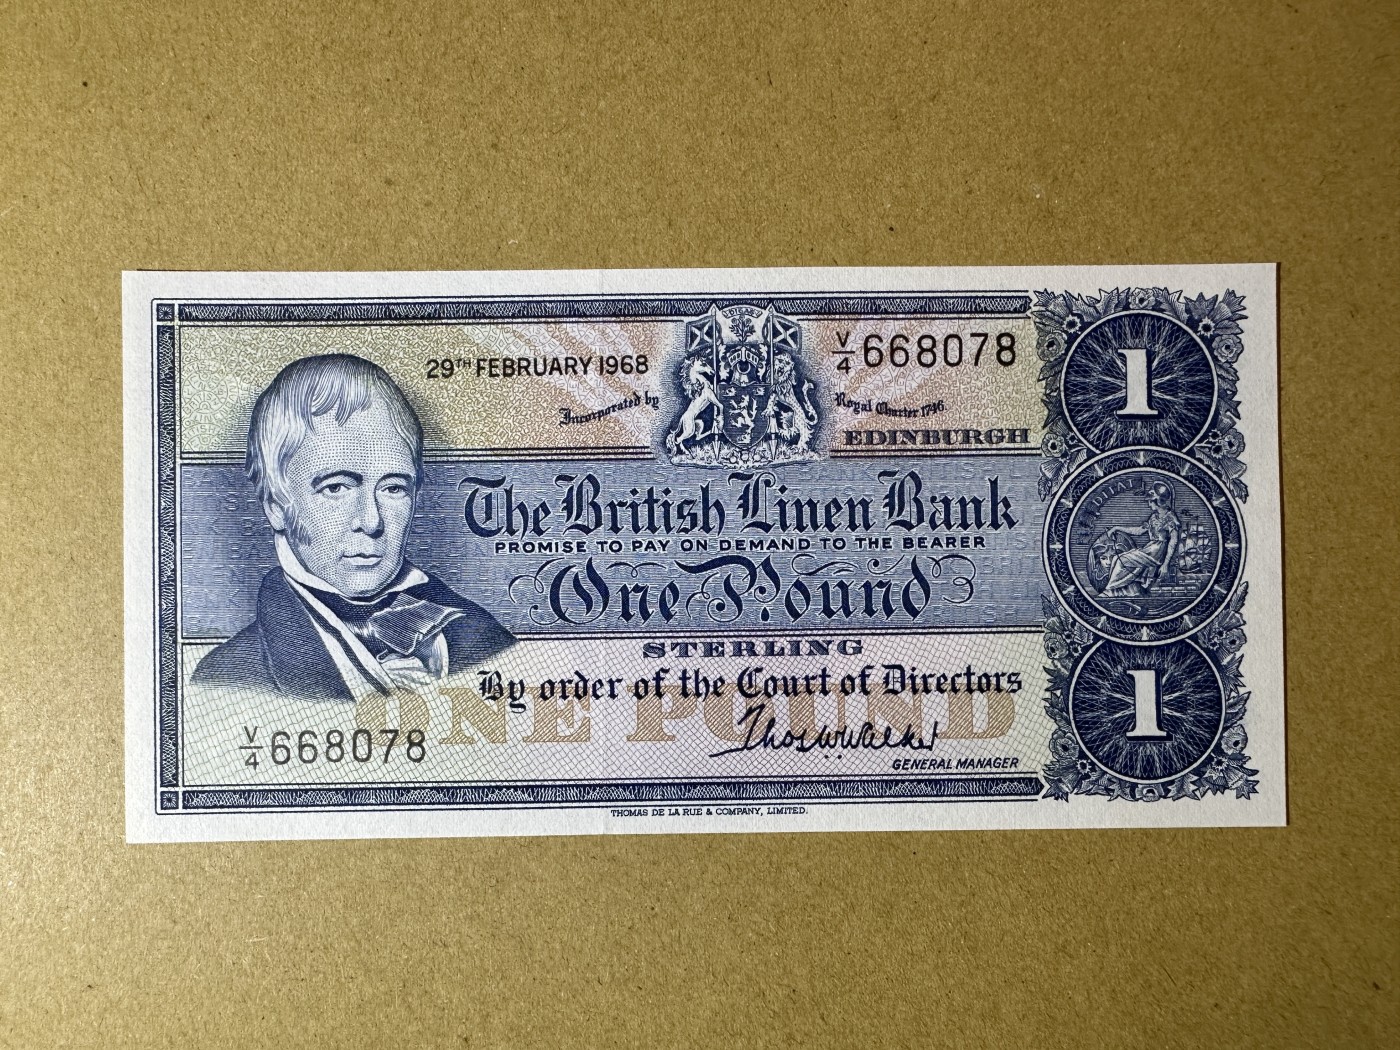 29TH FEBRUARY 1968
V/4 668078
Incorporated by
Royal Charter 1746.
EDINBURGH
The British Linen Bank
PROMISE TO PAY ON DEMAND TO THE BEARER
One Pound
STERLING
By order of the Court of Directors
ONE POUND
Thos W Walker
GENERAL MANAGER
V/4 668078
THOMAS DE LA RUE & COMPANY, LIMITED.
1
1